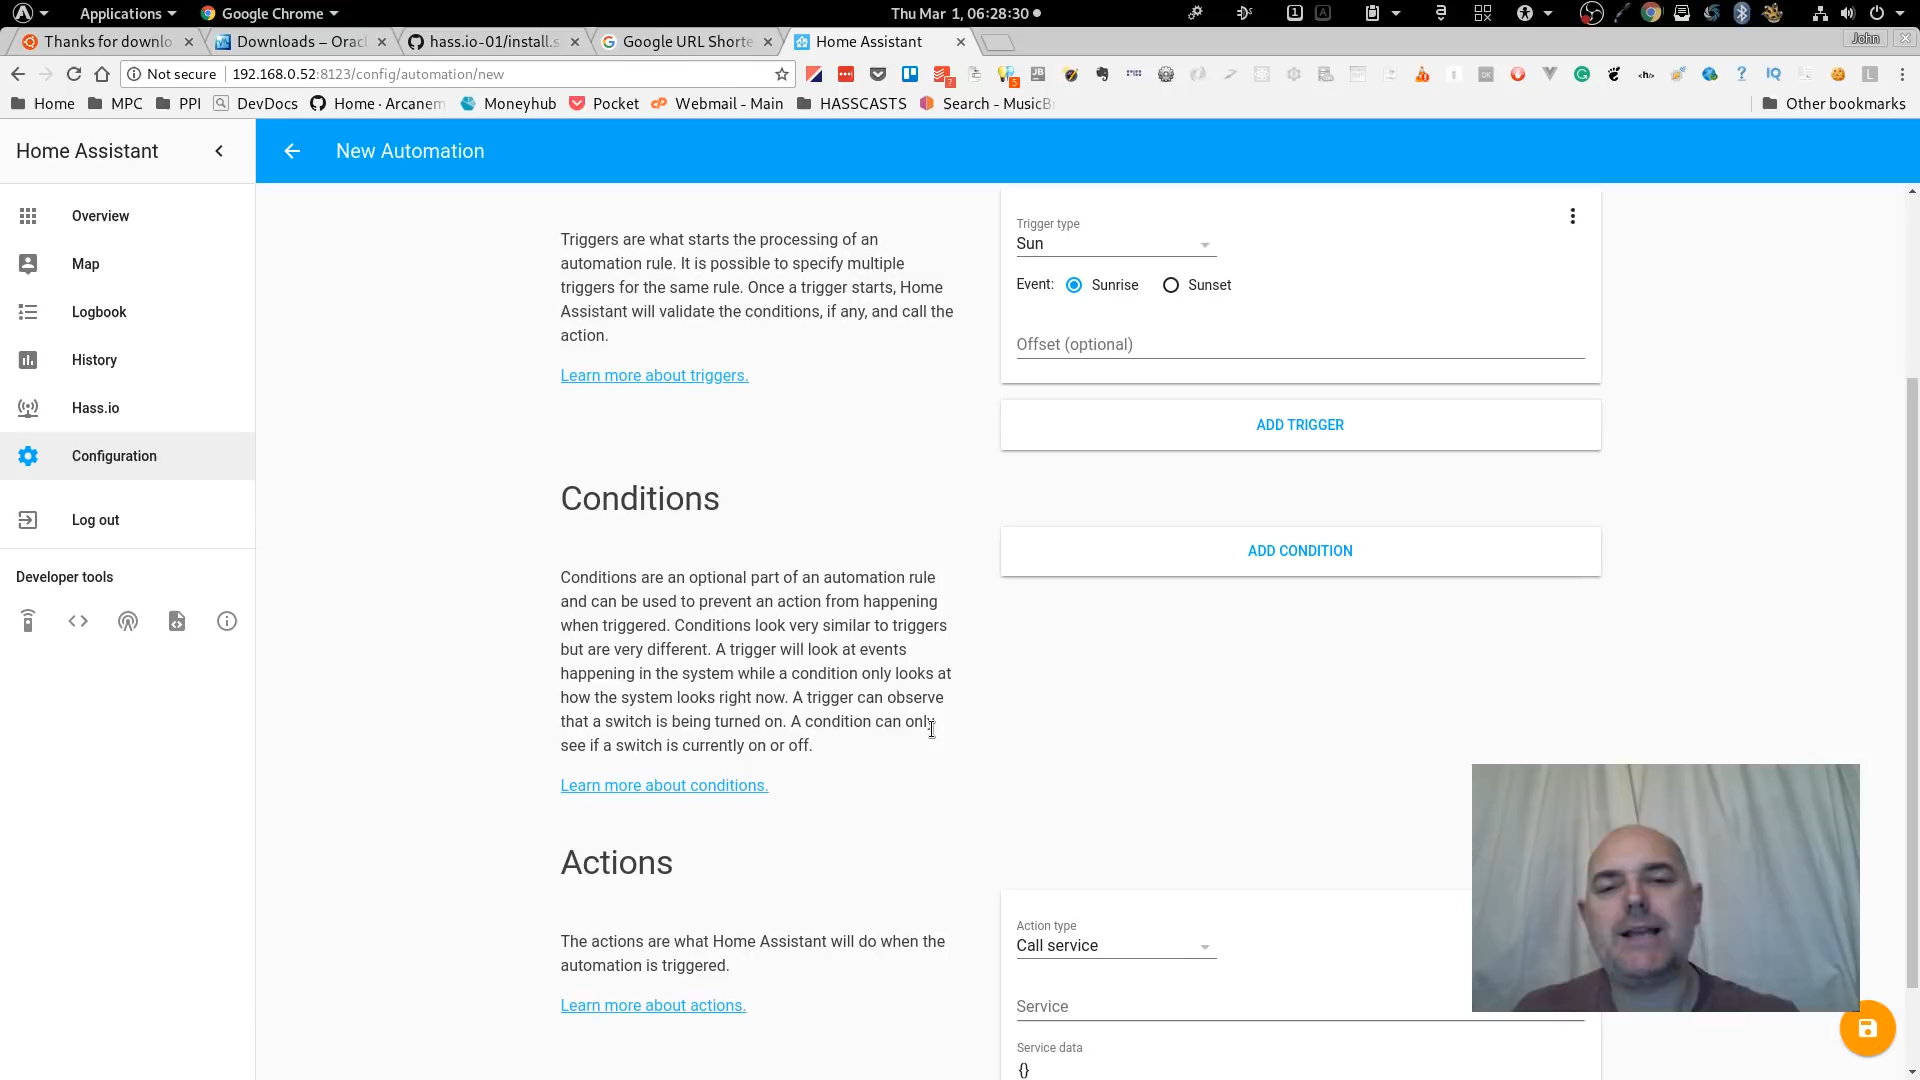 Applications
Google Chrome
Thu Mar 1, 06:28:30
1
A
Thanks for downlo
Downloads – Orac
hass.io-01/install.s
Google URL Shorte
Home Assistant
John
Not secure
192.168.0.52:8123/config/automation/new
Home
MPC
PPI
DevDocs
Home · Arcanem
Moneyhub
Pocket
Webmail - Main
HASSCASTS
Search - MusicBr
Other bookmarks
Home Assistant
New Automation
Overview
Map
Logbook
History
Hass.io
Configuration
Log out
Developer tools
Triggers are what starts the processing of an
automation rule. It is possible to specify multiple
triggers for the same rule. Once a trigger starts, Home
Assistant will validate the conditions, if any, and call the
action.
Learn more about triggers.
Trigger type
Sun
Event:
Sunrise
Sunset
Offset (optional)
ADD TRIGGER
Conditions
ADD CONDITION
Conditions are an optional part of an automation rule
and can be used to prevent an action from happening
when triggered. Conditions look very similar to triggers
but are very different. A trigger will look at events
happening in the system while a condition only looks at
how the system looks right now. A trigger can observe
that a switch is being turned on. A condition can only
see if a switch is currently on or off.
Learn more about conditions.
Actions
The actions are what Home Assistant will do when the
automation is triggered.
Learn more about actions.
Action type
Call service
Service
Service data
{}